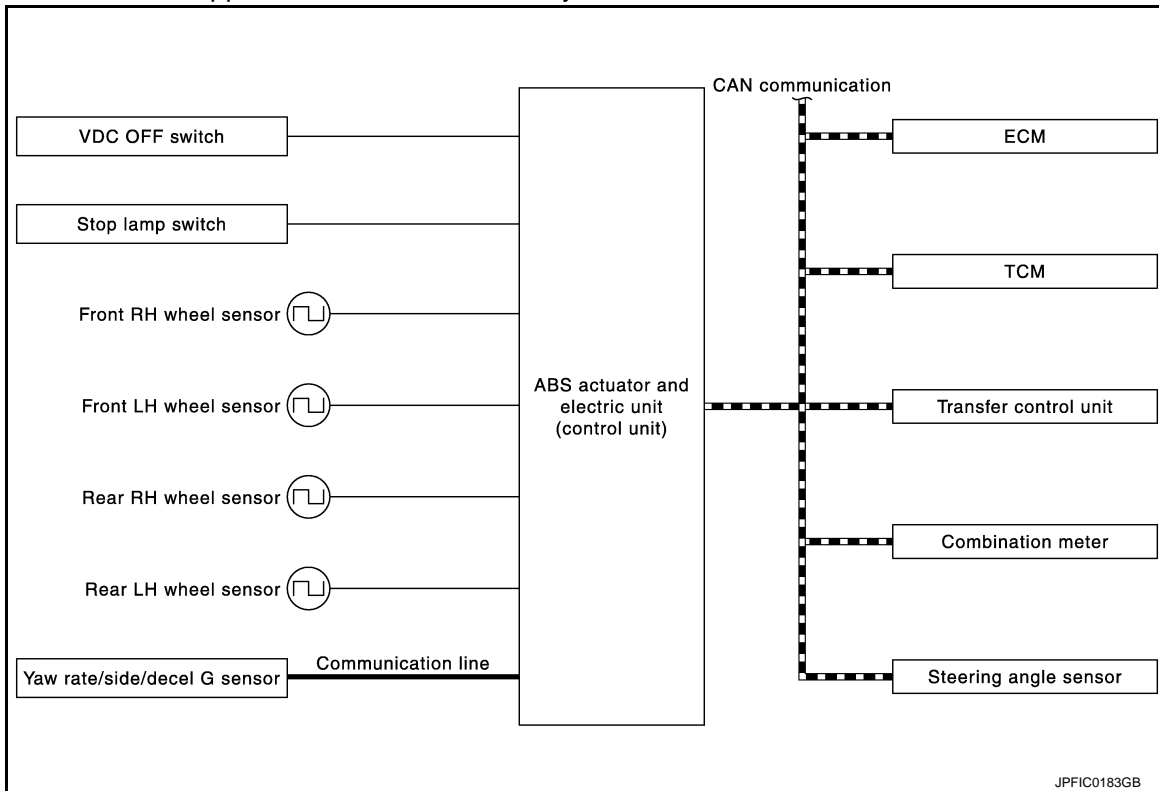 CAN communication
VDC OFF switch
ECM
Stop lamp switch
TCM
Front RH wheel sensor
Front LH wheel sensor
ABS actuator and
electric unit
(control unit)
Transfer control unit
Rear RH wheel sensor
Combination meter
Rear LH wheel sensor
Communication line
Yaw rate/side/decel G sensor
Steering angle sensor
JPFIC0183GB